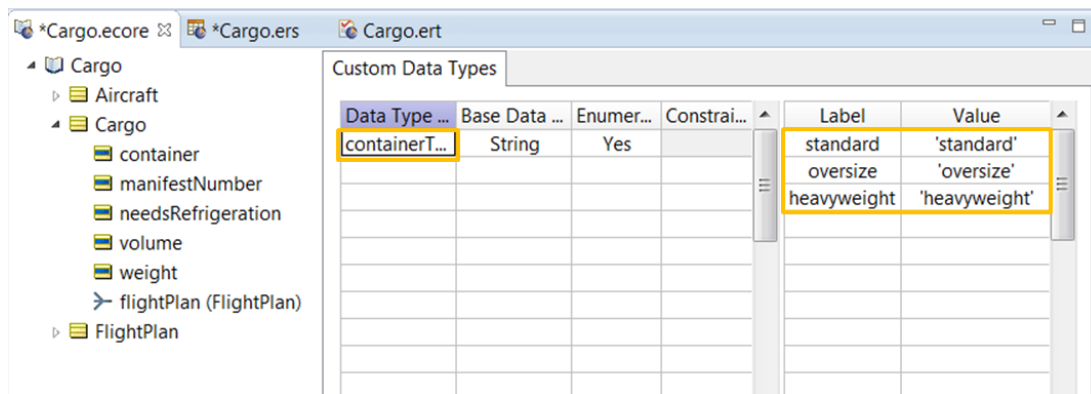 *Cargo.ecore *Cargo.ers Cargo.ert
Cargo
Aircraft
Cargo
container
manifestNumber
needsRefrigeration
volume
weight
flightPlan (FlightPlan)
FlightPlan
Custom Data Types
Data Type ... Base Data ... Enumer... Constrai...
containerT... String Yes
Label Value
standard 'standard'
oversize 'oversize'
heavyweight 'heavyweight'